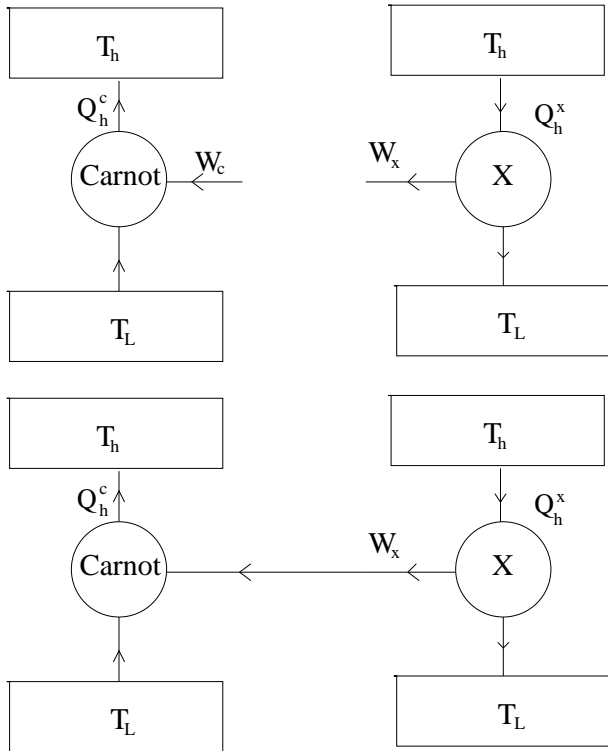 T_h
T_h
Q_h^c
Q_h^x
W_c
W_x
Carnot
X
T_L
T_L
T_h
T_h
Q_h^c
Q_h^x
W_x
Carnot
X
T_L
T_L